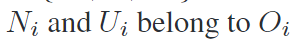 N_i and U_i belong to O_i